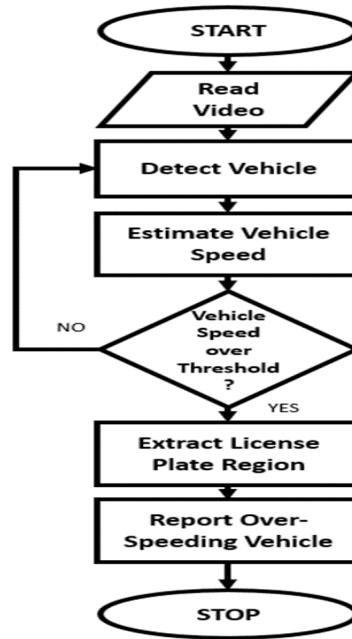 START
Read
Video
Detect Vehicle
Estimate Vehicle
Speed
Vehicle
Speed
over
Threshold
?
NO
YES
Extract License
Plate Region
Report Over-
Speeding Vehicle
STOP